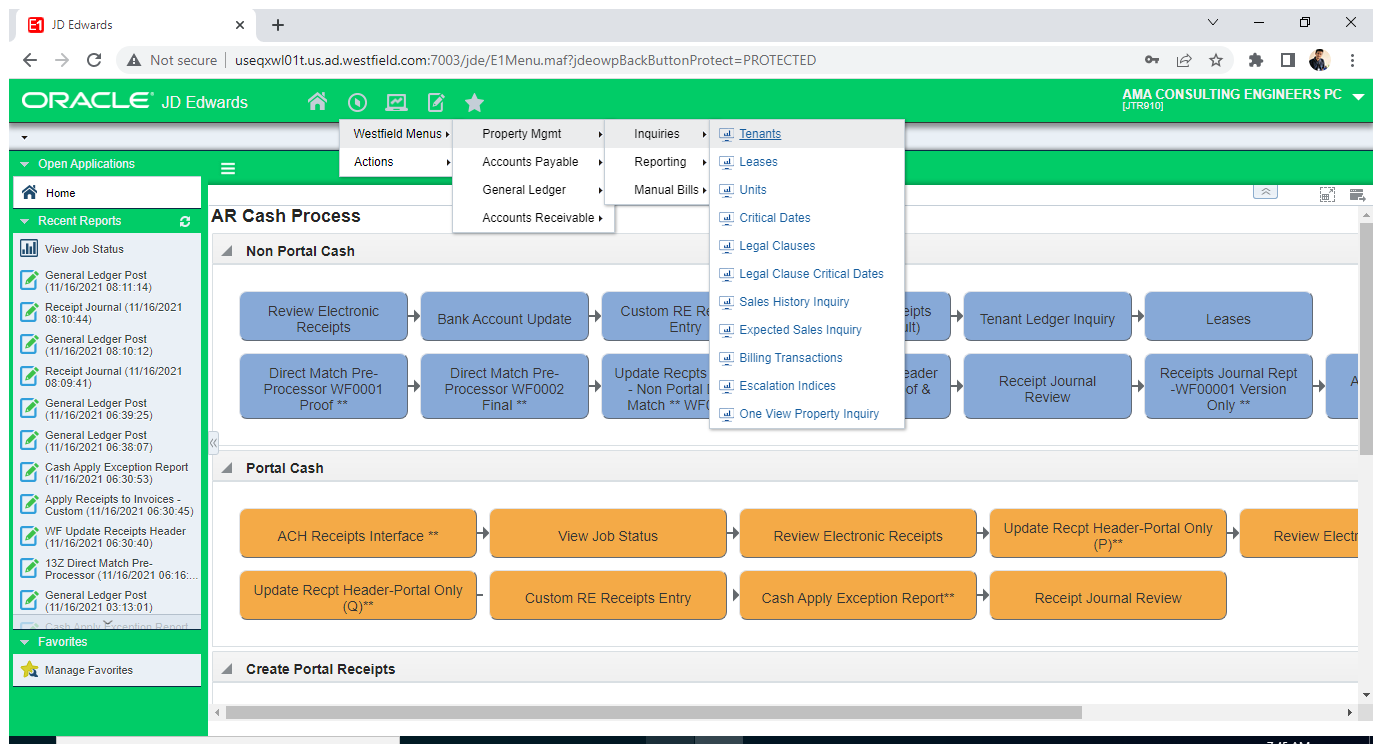 JD Edwards
Not secure
useqxwl01t.us.ad.westfield.com:7003/jde/E1Menu.maf?jdeowpBackButtonProtect=PROTECTED
ORACLE JD Edwards
AMA CONSULTING ENGINEERS PC
[JTR910]
Westfield Menus
Actions
Property Mgmt
Accounts Payable
General Ledger
Accounts Receivable
Inquiries
Reporting
Manual Bills
Tenants
Leases
Units
Critical Dates
Legal Clauses
Legal Clause Critical Dates
Sales History Inquiry
Expected Sales Inquiry
Billing Transactions
Escalation Indices
One View Property Inquiry
Open Applications
Home
Recent Reports
View Job Status
General Ledger Post
(11/16/2021 08:11:14)
Receipt Journal (11/16/2021
08:10:44)
General Ledger Post
(11/16/2021 08:10:12)
Receipt Journal (11/16/2021
08:09:41)
General Ledger Post
(11/16/2021 06:39:25)
General Ledger Post
(11/16/2021 06:38:07)
Cash Apply Exception Report
(11/16/2021 06:30:53)
Apply Receipts to Invoices -
Custom (11/16/2021 06:30:45)
WF Update Receipts Header
(11/16/2021 06:30:40)
13Z Direct Match Pre-
Processor (11/16/2021 06:16:...
General Ledger Post
(11/16/2021 03:13:01)
Cash Apply Exception Report
Favorites
Manage Favorites
AR Cash Process
Non Portal Cash
Review Electronic
Receipts
Bank Account Update
Custom RE Re
Entry
eipts
ult)
Tenant Ledger Inquiry
Leases
Direct Match Pre-
Processor WF0001
Proof **
Direct Match Pre-
Processor WF0002
Final **
Update Recpts
- Non Portal
Match ** WF
eader
of &
Receipt Journal
Review
Receipts Journal Rept
-WF00001 Version
Only **
A
Portal Cash
ACH Receipts Interface **
View Job Status
Review Electronic Receipts
Update Recpt Header-Portal Only
(P)**
Review Electr
Update Recpt Header-Portal Only
(Q)**
Custom RE Receipts Entry
Cash Apply Exception Report**
Receipt Journal Review
Create Portal Receipts